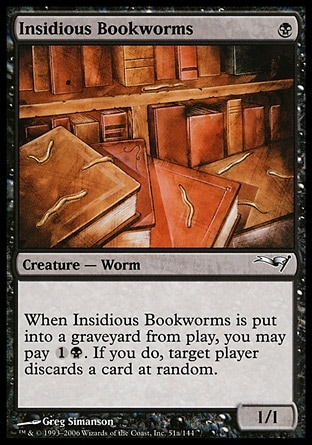 Insidious Bookworms
Creature — Worm
When Insidious Bookworms is put
into a graveyard from play, you may
pay 1 B. If you do, target player
discards a card at random.
Greg Simanson
™ & © 1993–2006 Wizards of the Coast, Inc. 51a/144
1/1